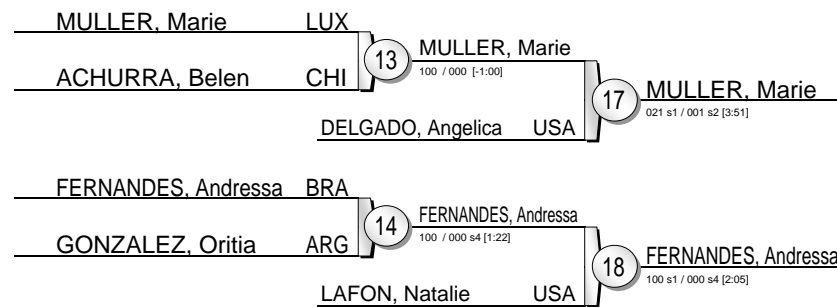 MULLER, Marie LUX
13
MULLER, Marie
100 / 000 [-1:00]
ACHURRA, Belen CHI
17
MULLER, Marie
021 s1 / 001 s2 [3:51]
DELGADO, Angelica USA
FERNANDES, Andressa BRA
14
FERNANDES, Andressa
100 / 000 s4 [1:22]
GONZALEZ, Oritia ARG
18
FERNANDES, Andressa
100 s1 / 000 s4 [2:05]
LAFON, Natalie USA